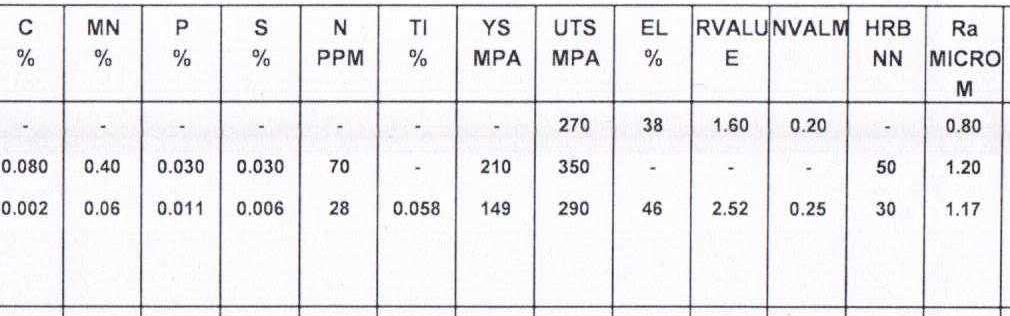 C MN P S N TI YS UTS EL RVALU NVALM HRB Ra
% % % % PPM % MPA MPA % E NN MICRO
M
- - - - - - - 270 38 1.60 0.20 - 0.80
0.080 0.40 0.030 0.030 70 - 210 350 - - - 50 1.20
0.002 0.06 0.011 0.006 28 0.058 149 290 46 2.52 0.25 30 1.17